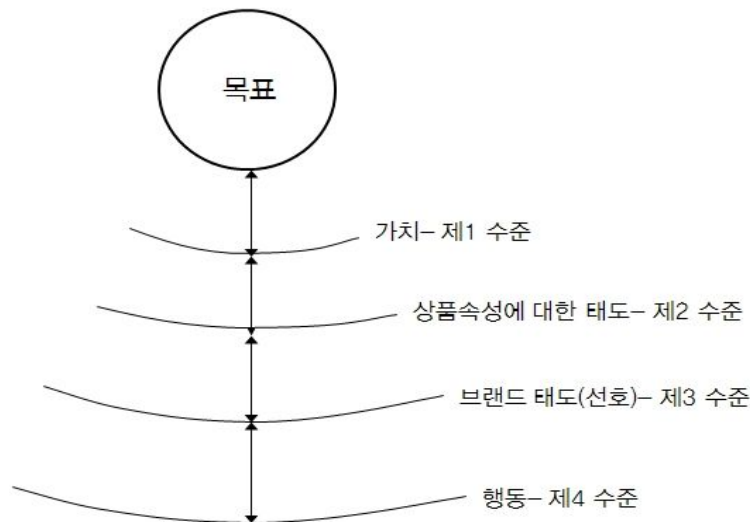 목표
가치– 제1 수준
상품속성에 대한 태도– 제2 수준
브랜드 태도(선호)– 제3 수준
행동– 제4 수준